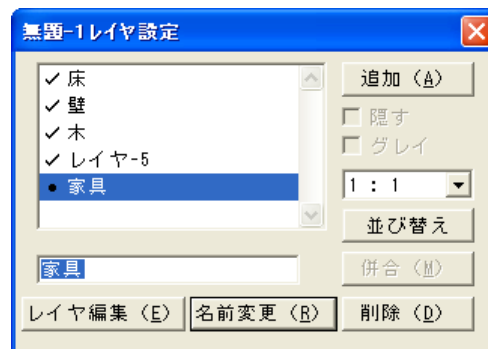 無題-1レイヤ設定
✓ 床
✓ 壁
✓ 木
✓ レイヤ-5
● 家具
追加 (A)
隠す
グレイ
1 : 1
並び替え
家具
併合 (M)
レイヤ編集 (E)
名前変更 (R)
削除 (D)